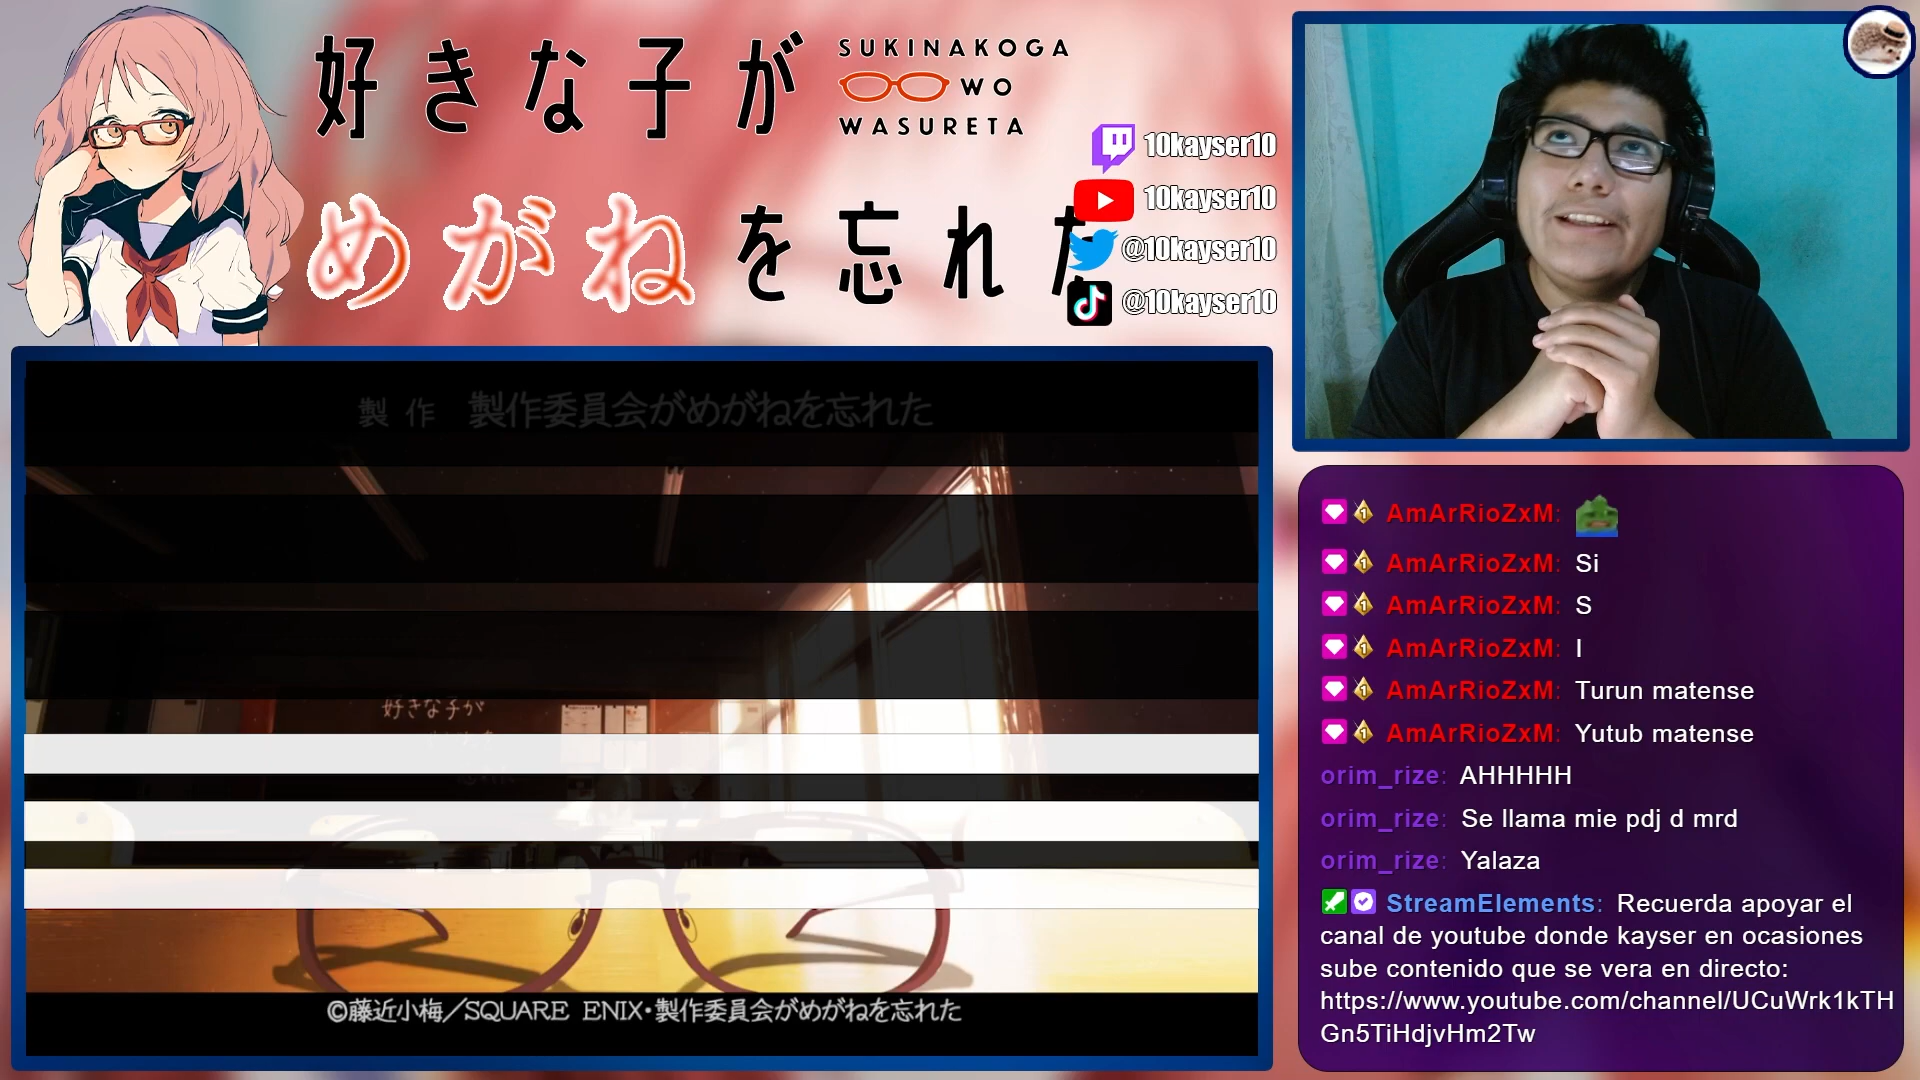 好きな子が
SUKINAKOGA
WO
WASURETA
めがねを忘れた
10kayser10
10kayser10
@10kayser10
@10kayser10
製作 製作委員会がめがねを忘れた
好きな子が
©藤近小梅／SQUARE ENIX・製作委員会がめがねを忘れた
AmArRioZxM:
AmArRioZxM: Si
AmArRioZxM: S
AmArRioZxM: I
AmArRioZxM: Turun matense
AmArRioZxM: Yutub matense
orim_rize: AHHHHH
orim_rize: Se llama mie pdj d mrd
orim_rize: Yalaza
StreamElements: Recuerda apoyar el
canal de youtube donde kayser en ocasiones
sube contenido que se vera en directo:
https://www.youtube.com/channel/UCuWrk1kTH
Gn5TiHdjvHm2Tw